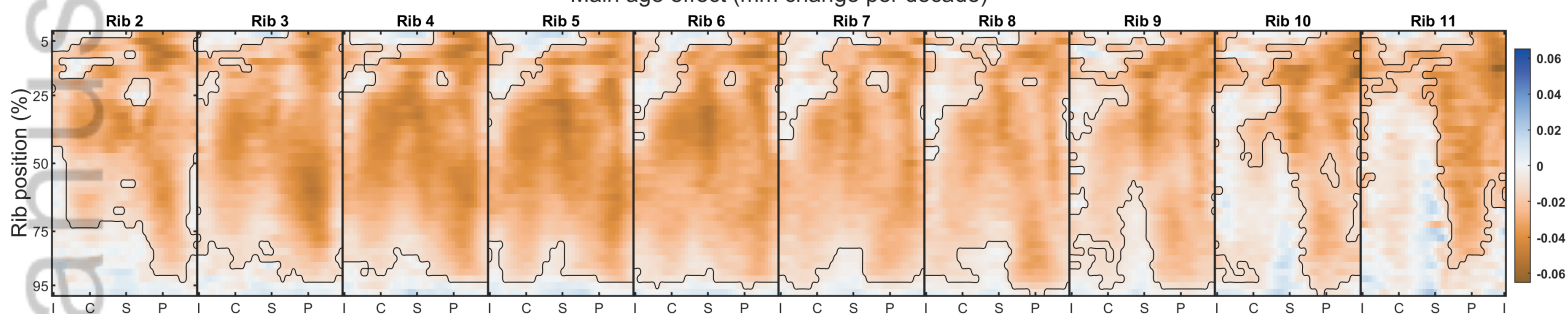 Main age effect (mm change per decade)
Rib 2 Rib 3 Rib 4 Rib 5 Rib 6 Rib 7 Rib 8 Rib 9 Rib 10 Rib 11
Rib position (%)
5
25
50
75
95
I C S P I C S P I C S P I C S P I C S P I C S P I C S P I C S P I C S P I C S P I
0.06
0.04
0.02
0
-0.02
-0.04
-0.06
anus